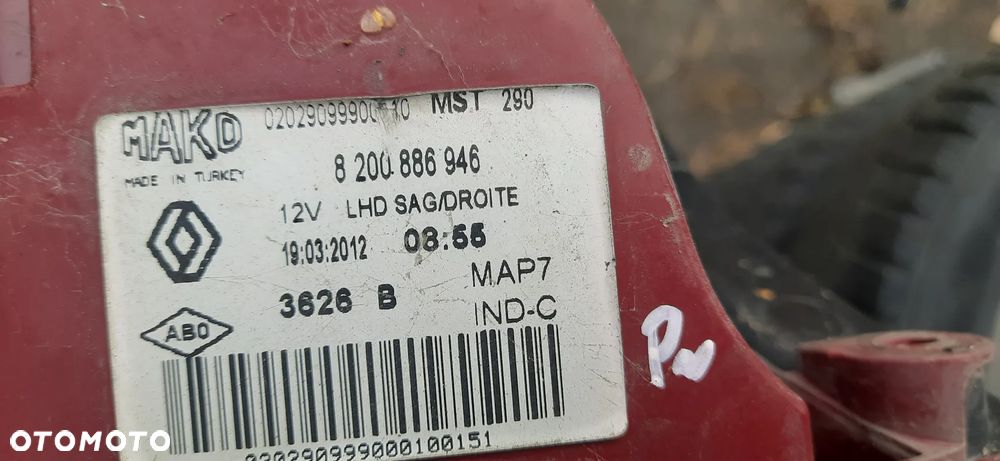 MAKO MST 290
MADE IN TURKEY
8 200 886 946
12V LHD SAG/DROITE
19:03:2012 08:55
3626 B MAP7
IND-C
ABO
OTOMOTO